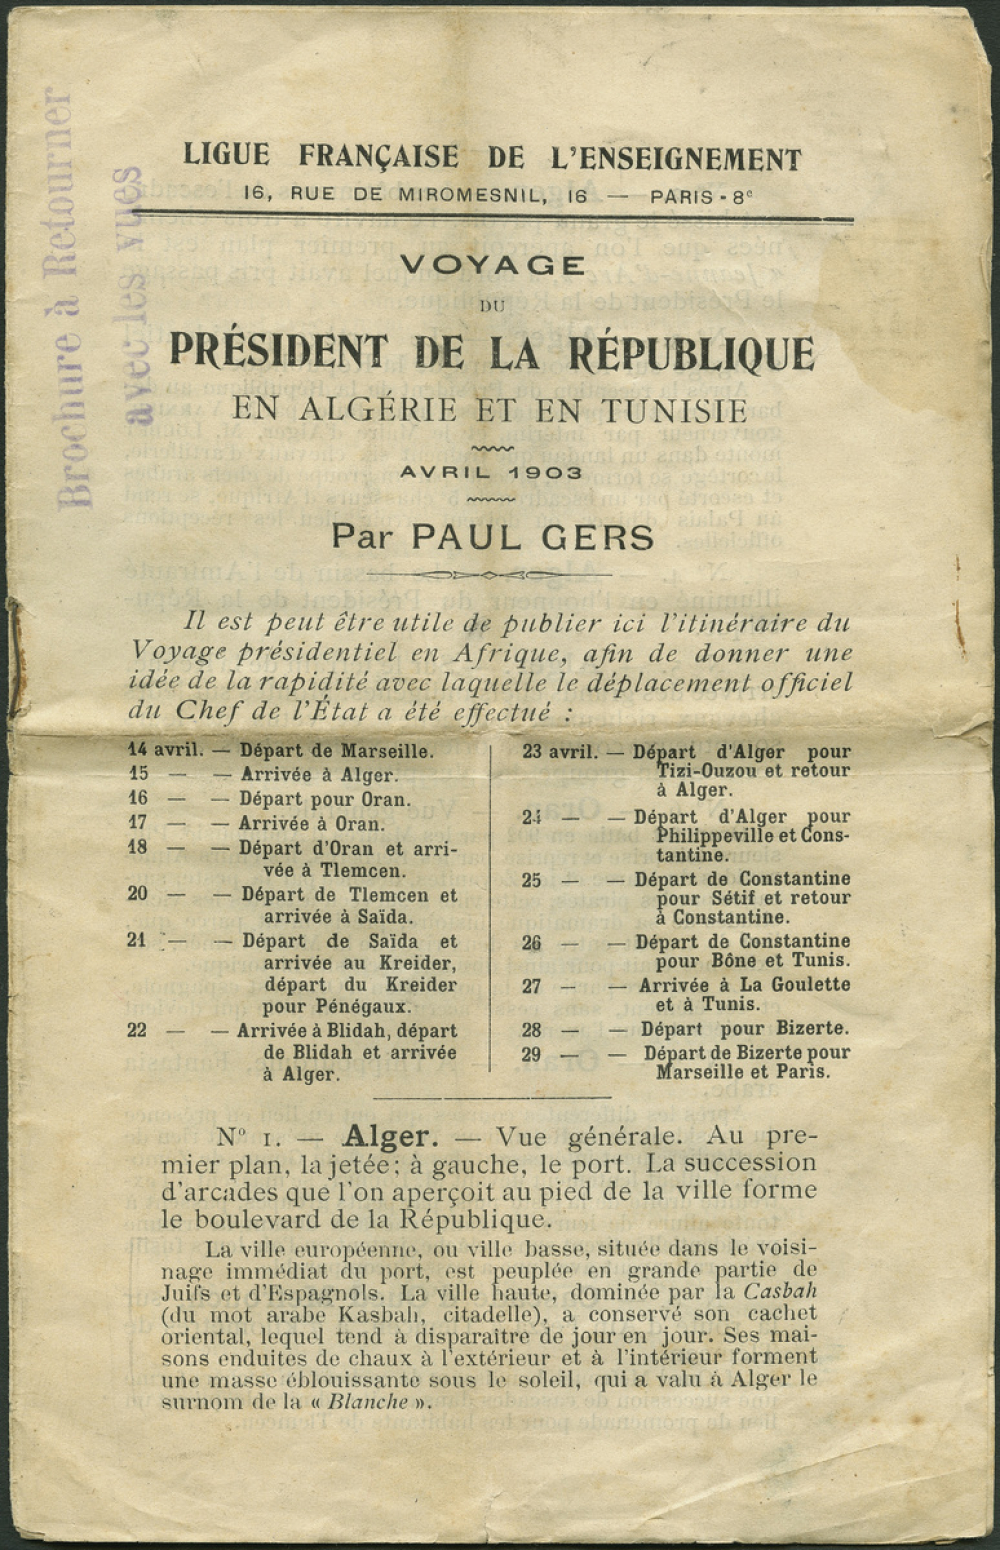 Brochure à Retourner
avec les vues
LIGUE FRANÇAISE DE L'ENSEIGNEMENT
16, RUE DE MIROMESNIL, 16 — PARIS-8e
VOYAGE
DU
PRÉSIDENT DE LA RÉPUBLIQUE
EN ALGÉRIE ET EN TUNISIE
AVRIL 1903
Par PAUL GERS
Il est peut être utile de publier ici l'itinéraire du
Voyage présidentiel en Afrique, afin de donner une
idée de la rapidité avec laquelle le déplacement officiel
du Chef de l'État a été effectué :
14 avril. — Départ de Marseille.
15 — — Arrivée à Alger.
16 — — Départ pour Oran.
17 — — Arrivée à Oran.
18 — — Départ d'Oran et arri-
vée à Tlemcen.
20 — — Départ de Tlemcen et
arrivée à Saïda.
21 — — Départ de Saïda et
arrivée au Kreider,
départ du Kreider
pour Pénégaux.
22 — — Arrivée à Blidah, départ
de Blidah et arrivée
à Alger.
23 avril. — Départ d'Alger pour
Tizi-Ouzou et retour
à Alger.
24 — — Départ d'Alger pour
Philippeville et Cons-
tantine.
25 — — Départ de Constantine
pour Sétif et retour
à Constantine.
26 — — Départ de Constantine
pour Bône et Tunis.
27 — — Arrivée à La Goulette
et à Tunis.
28 — — Départ pour Bizerte.
29 — — Départ de Bizerte pour
Marseille et Paris.
N° 1. — Alger. — Vue générale. Au pre-
mier plan, la jetée; à gauche, le port. La succession
d'arcades que l'on aperçoit au pied de la ville forme
le boulevard de la République.
La ville européenne, ou ville basse, située dans le voisi-
nage immédiat du port, est peuplée en grande partie de
Juifs et d'Espagnols. La ville haute, dominée par la Casbah
(du mot arabe Kasbah, citadelle), a conservé son cachet
oriental, lequel tend à disparaître de jour en jour. Ses mai-
sons enduites de chaux à l'extérieur et à l'intérieur forment
une masse éblouissante sous le soleil, qui a valu à Alger le
surnom de la « Blanche ».